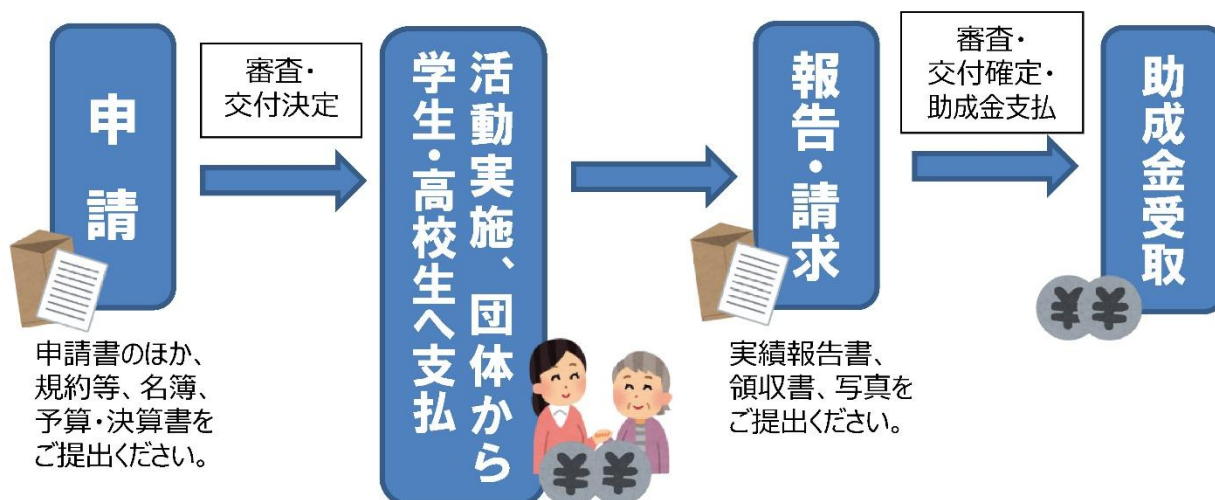 申請
申請書のほか、
規約等、名簿、
予算・決算書を
ご提出ください。
審査・
交付決定
活動実施、団体から
学生・高校生へ支払
¥¥
報告・請求
実績報告書、
領収書、写真を
ご提出ください。
審査・
交付確定・
助成金支払
助成金受取
¥¥